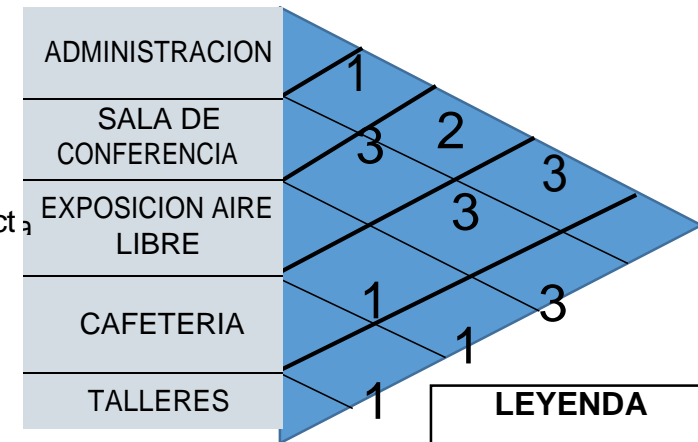 ADMINISTRACION
1
SALA DE
CONFERENCIA
3
2
3
EXPOSICION AIRE
LIBRE
cta
3
CAFETERIA
1
3
1
TALLERES
1
LEYENDA